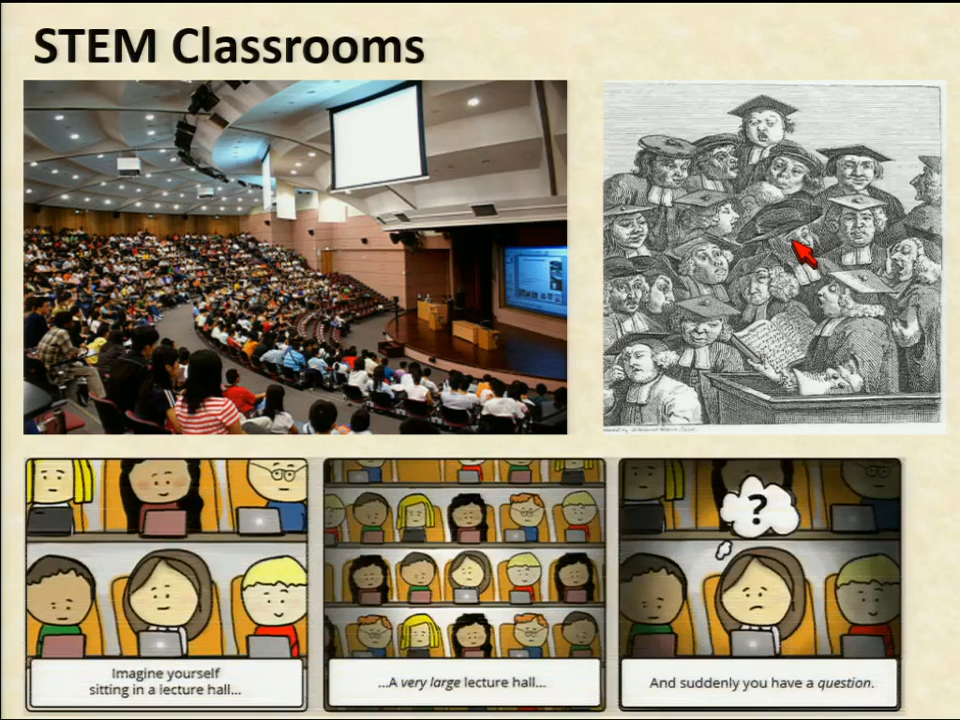 STEM Classrooms
Imagine yourself
sitting in a lecture hall...
...A very large lecture hall...
?
And suddenly you have a question.